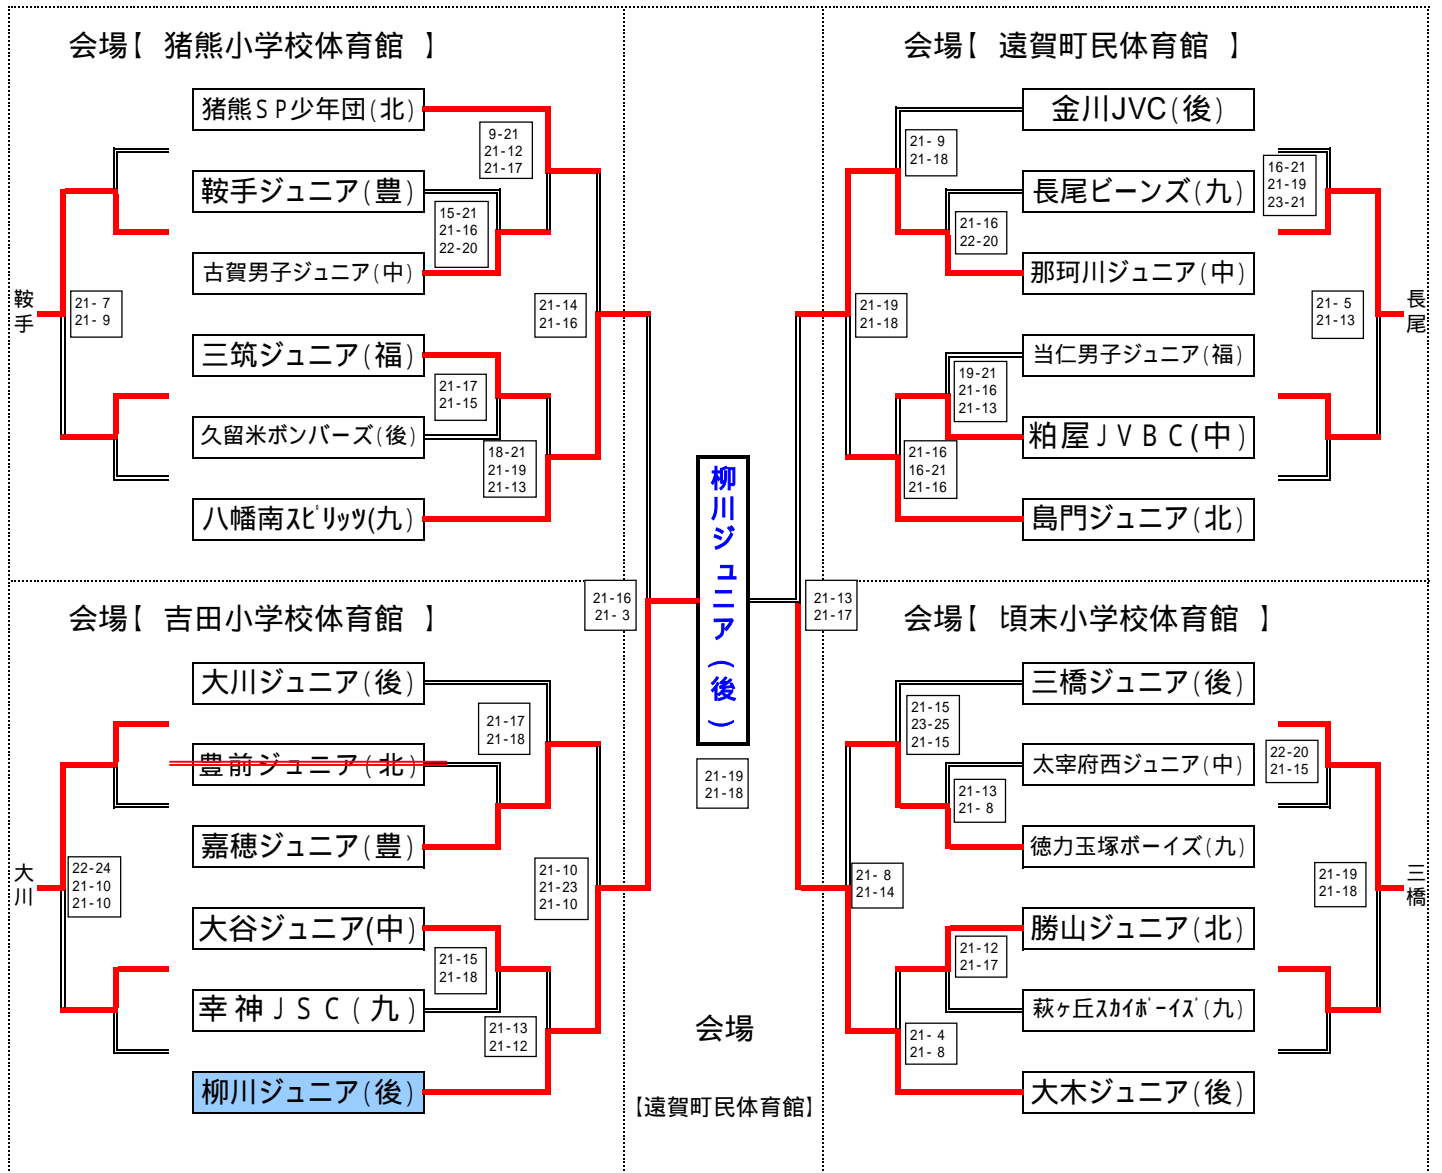 会場【 猪熊小学校体育館 】
猪熊ＳＰ少年団(北)
9-21
21-12
21-17
鞍手ジュニア(豊)
15-21
21-16
22-20
古賀男子ジュニア(中)
鞍手
21- 7
21- 9
21-14
21-16
三筑ジュニア(福)
21-17
21-15
久留米ボンバーズ(後)
18-21
21-19
21-13
八幡南ｽﾋﾟﾘｯﾂ(九)
会場【 遠賀町民体育館 】
金川JVC(後)
21- 9
21-18
長尾ビーンズ(九)
16-21
21-19
23-21
21-16
22-20
那珂川ジュニア(中)
21-19
21-18
21- 5
21-13
長尾
当仁男子ジュニア(福)
19-21
21-16
21-13
粕屋ＪＶＢＣ(中)
21-16
16-21
21-16
島門ジュニア(北)
柳川ジュニア(後)
21-16
21- 3
21-13
21-17
21-19
21-18
会場【 吉田小学校体育館 】
大川ジュニア(後)
21-17
21-18
豊前ジュニア(北)
嘉穂ジュニア(豊)
大川
22-24
21-10
21-10
21-10
21-23
21-10
大谷ジュニア(中)
21-15
21-18
幸神ＪＳＣ(九)
21-13
21-12
柳川ジュニア(後)
会場
【遠賀町民体育館】
会場【 頃末小学校体育館 】
三橋ジュニア(後)
21-15
23-25
21-15
太宰府西ジュニア(中)
22-20
21-15
21-13
21- 8
徳力玉塚ボーイズ(九)
21- 8
21-14
21-19
21-18
三橋
勝山ジュニア(北)
21-12
21-17
萩ヶ丘ｽｶｲﾎﾞｰｲｽﾞ(九)
21- 4
21- 8
大木ジュニア(後)